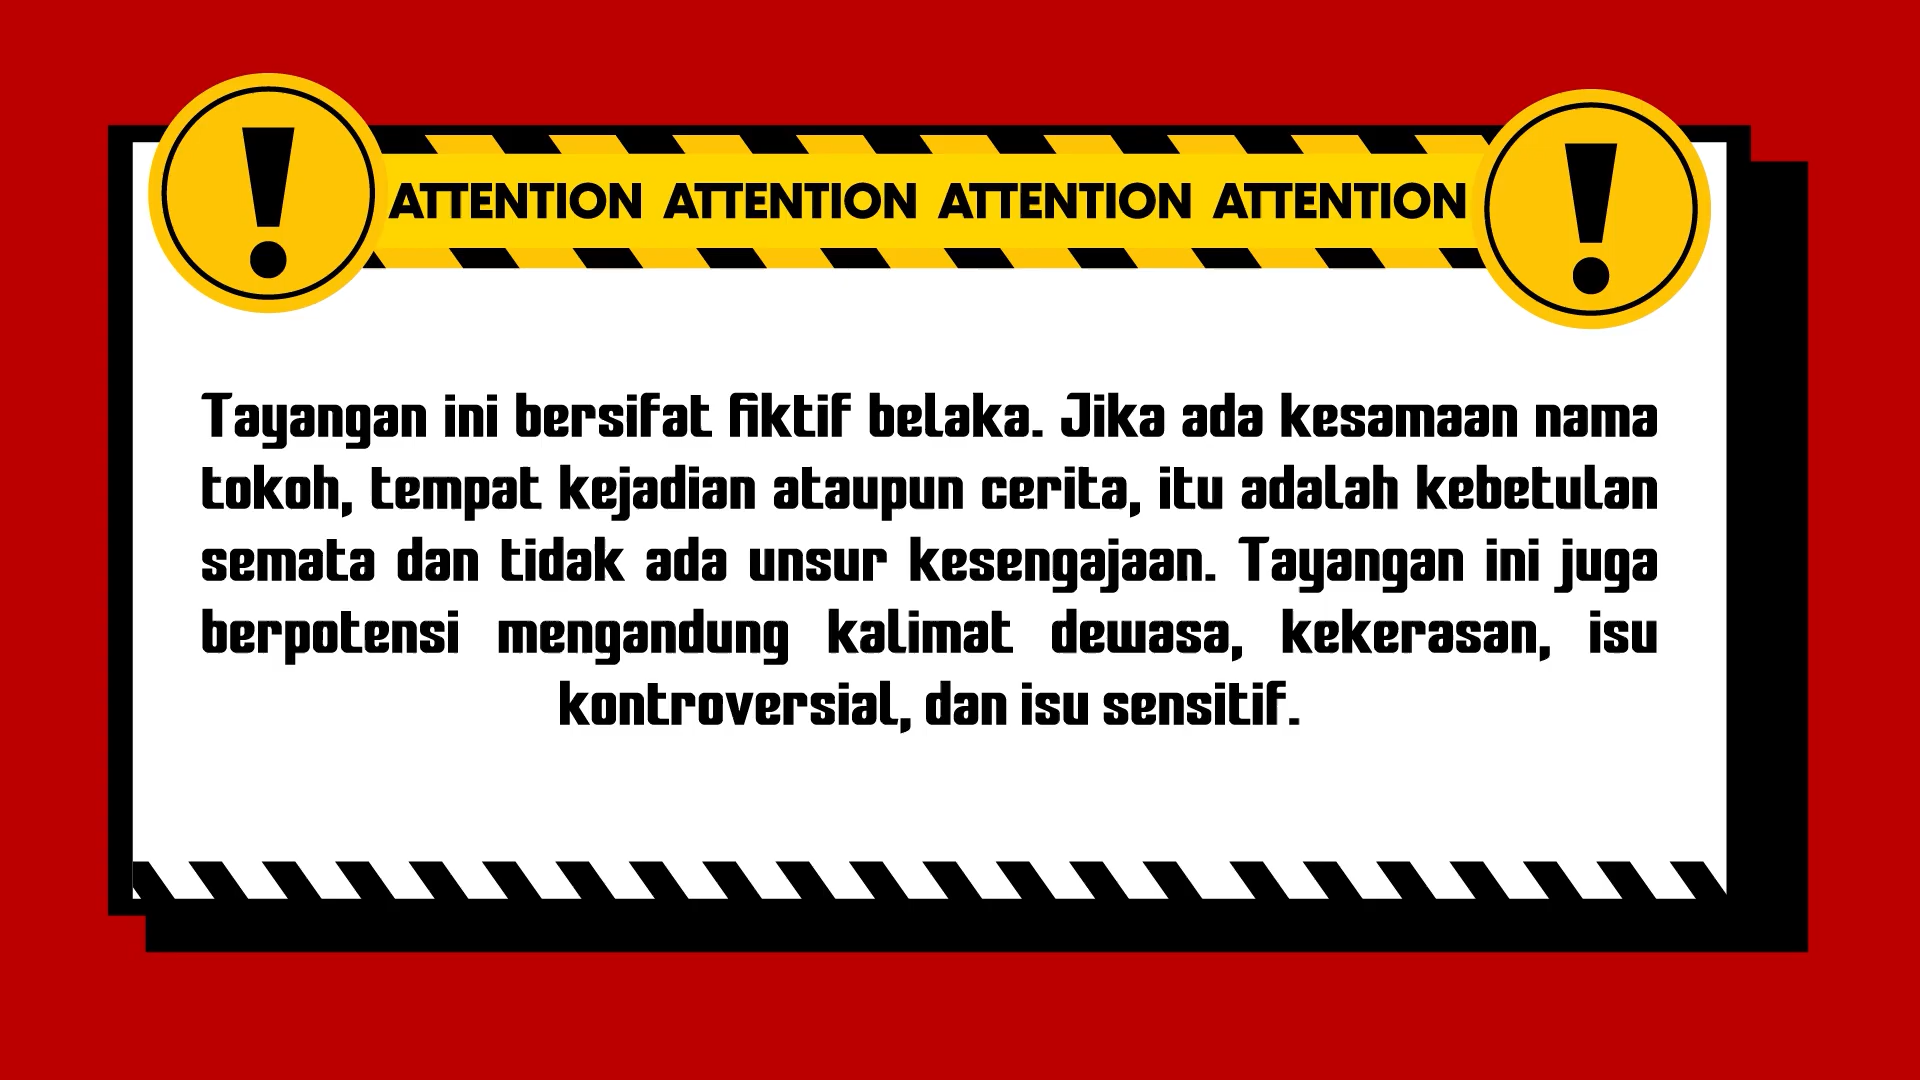 ATTENTION ATTENTION ATTENTION ATTENTION
Tayangan ini bersifat fiktif belaka. Jika ada kesamaan nama
tokoh, tempat kejadian ataupun cerita, itu adalah kebetulan
semata dan tidak ada unsur kesengajaan. Tayangan ini juga
berpotensi mengandung kalimat dewasa, kekerasan, isu
kontroversial, dan isu sensitif.